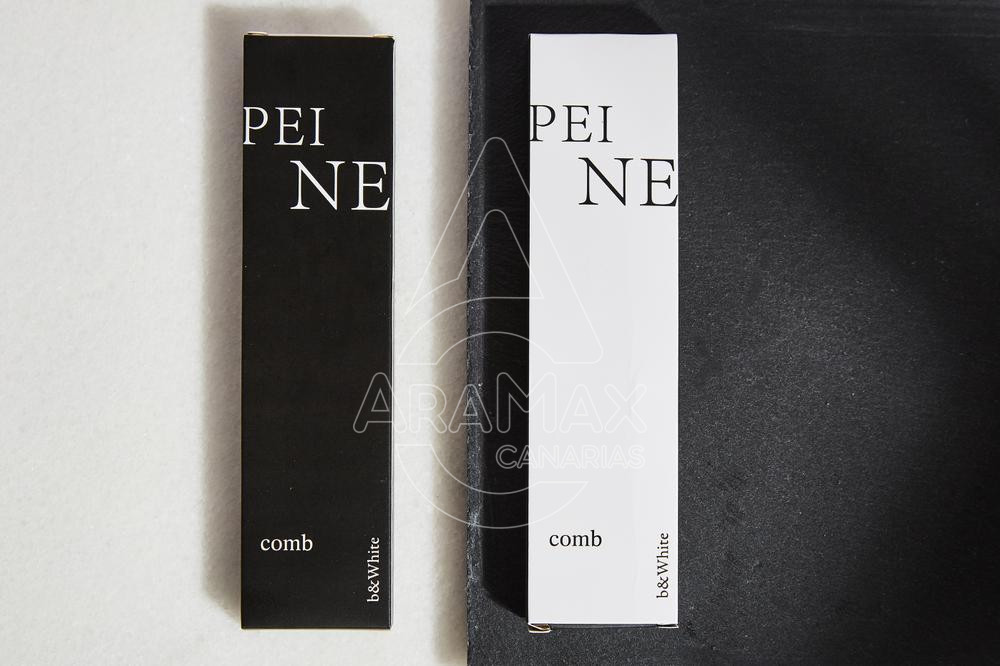 PEI
NE
comb
b&White
PEI
NE
comb
b&White
ARAMAX
CANARIAS